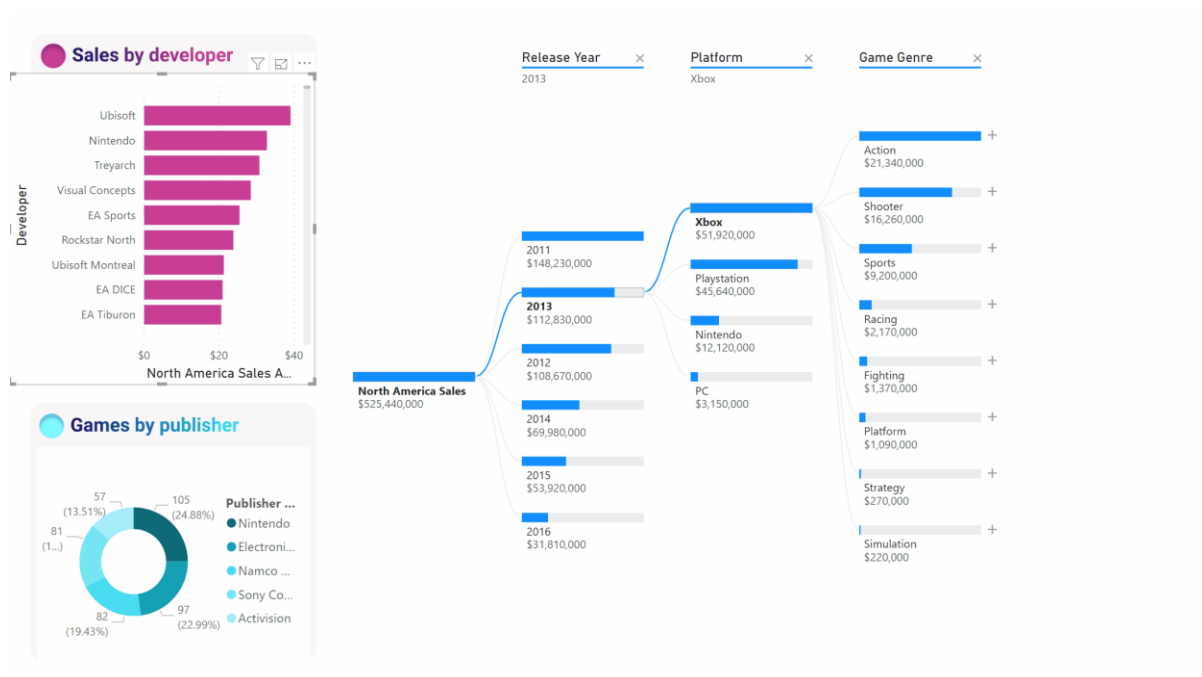 Sales by developer
Ubisoft
Nintendo
Treyarch
Visual Concepts
EA Sports
Rockstar North
Ubisoft Montreal
EA DICE
EA Tiburon
Developer
$0 $20 $40
North America Sales A...
Games by publisher
57
(13.51%)
105
(24.88%)
81
(1...)
82
(19.43%)
97
(22.99%)
Publisher ...
Nintendo
Electroni...
Namco ...
Sony Co...
Activision
North America Sales
$525,440,000
Release Year
2013
2011
$148,230,000
2013
$112,830,000
2012
$108,670,000
2014
$69,980,000
2015
$53,920,000
2016
$31,810,000
Platform
Xbox
Xbox
$51,920,000
Playstation
$45,640,000
Nintendo
$12,120,000
PC
$3,150,000
Game Genre
Action
$21,340,000
Shooter
$16,260,000
Sports
$9,200,000
Racing
$2,170,000
Fighting
$1,370,000
Platform
$1,090,000
Strategy
$270,000
Simulation
$220,000